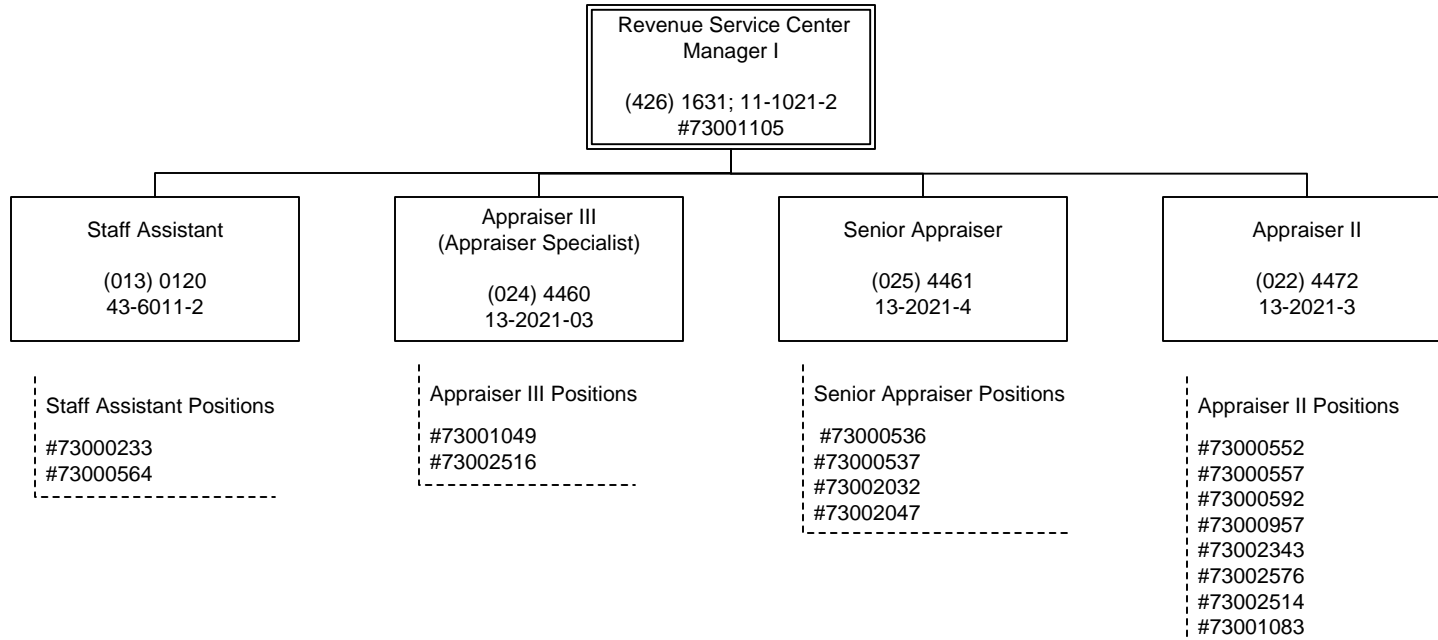 Revenue Service Center
Manager I
(426) 1631; 11-1021-2
#73001105
Staff Assistant
(013) 0120
43-6011-2
Appraiser III
(Appraiser Specialist)
(024) 4460
13-2021-03
Senior Appraiser
(025) 4461
13-2021-4
Appraiser II
(022) 4472
13-2021-3
Staff Assistant Positions
#73000233
#73000564
Appraiser III Positions
#73001049
#73002516
Senior Appraiser Positions
#73000536
#73000537
#73002032
#73002047
Appraiser II Positions
#73000552
#73000557
#73000592
#73000957
#73002343
#73002576
#73002514
#73001083